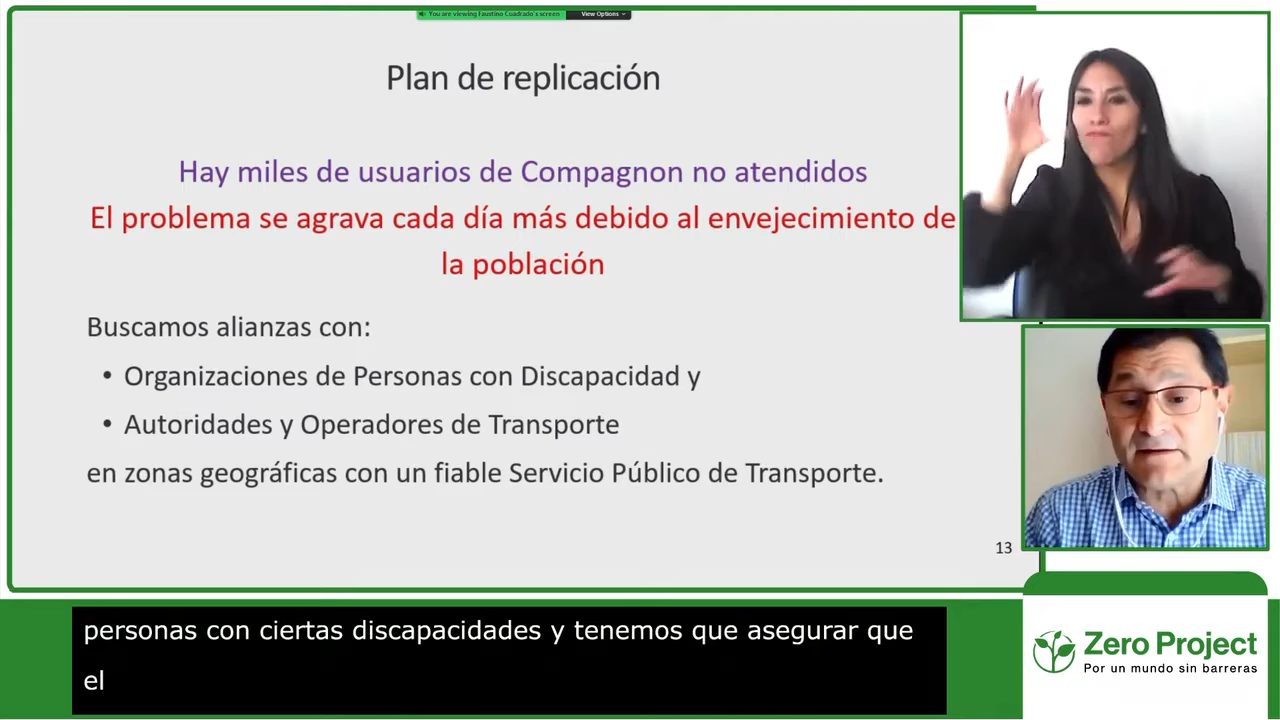 You are viewing Faustino Cuadrado's screen
View Options
Plan de replicación
Hay miles de usuarios de Compagnon no atendidos
El problema se agrava cada día más debido al envejecimiento de
la población
Buscamos alianzas con:
• Organizaciones de Personas con Discapacidad y
• Autoridades y Operadores de Transporte
en zonas geográficas con un fiable Servicio Público de Transporte.
13
personas con ciertas discapacidades y tenemos que asegurar que
el
Zero Project
Por un mundo sin barreras